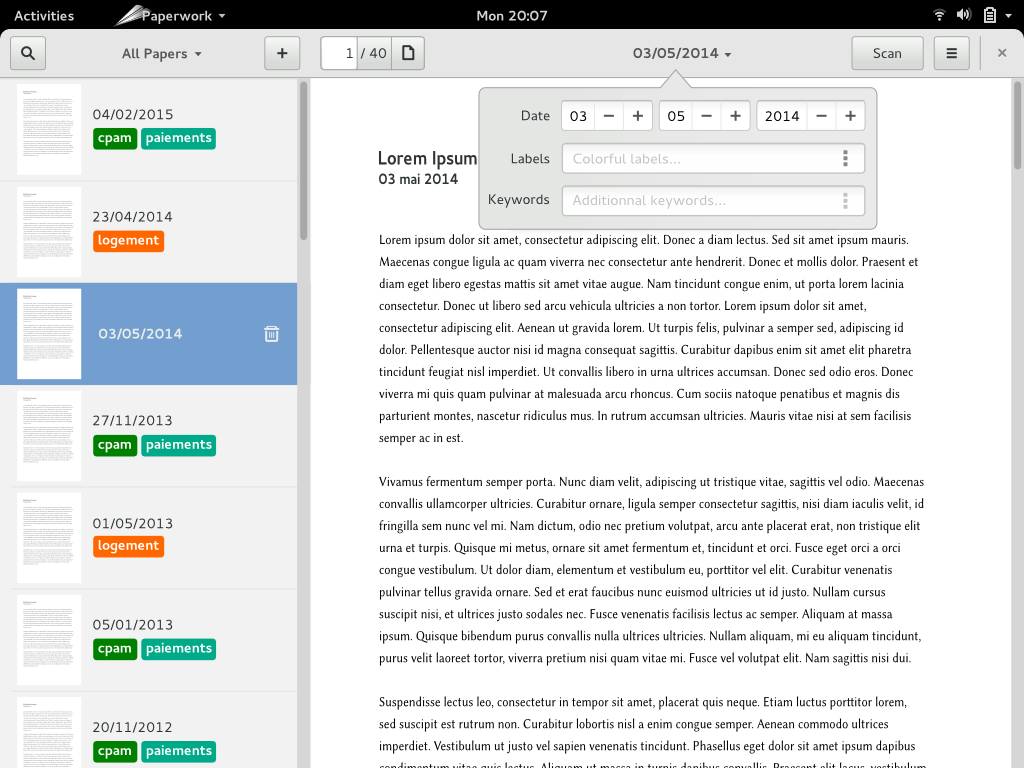 Activities Paperwork Mon 20:07
All Papers + 1 / 40 03/05/2014 Scan
04/02/2015
cpam paiements
23/04/2014
logement
03/05/2014
27/11/2013
cpam paiements
01/05/2013
logement
05/01/2013
cpam paiements
20/11/2012
cpam paiements
Date 03 − + 05 − + 2014 − +
Labels Colorful labels...
Keywords Additionnal keywords...
Lorem Ipsum
03 mai 2014
Lorem ipsum dolor sit amet, consectetur adipiscing elit. Donec a diam lectus. Sed sit amet ipsum mauris.
Maecenas congue ligula ac quam viverra nec consectetur ante hendrerit. Donec et mollis dolor. Praesent et
diam eget libero egestas mattis sit amet vitae augue. Nam tincidunt congue enim, ut porta lorem lacinia
consectetur. Donec ut libero sed arcu vehicula ultricies a non tortor. Lorem ipsum dolor sit amet,
consectetur adipiscing elit. Aenean ut gravida lorem. Ut turpis felis, pulvinar a semper sed, adipiscing id
dolor. Pellentesque auctor nisi id magna consequat sagittis. Curabitur dapibus enim sit amet elit pharetra
tincidunt feugiat nisl imperdiet. Ut convallis libero in urna ultrices accumsan. Donec sed odio eros. Donec
viverra mi quis quam pulvinar at malesuada arcu rhoncus. Cum sociis natoque penatibus et magnis dis
parturient montes, nascetur ridiculus mus. In rutrum accumsan ultricies. Mauris vitae nisi at sem facilisis
semper ac in est.
Vivamus fermentum semper porta. Nunc diam velit, adipiscing ut tristique vitae, sagittis vel odio. Maecenas
convallis ullamcorper ultricies. Curabitur ornare, ligula semper consectetur sagittis, nisi diam iaculis velit, id
fringilla sem nunc vel mi. Nam dictum, odio nec pretium volutpat, arcu ante placerat erat, non tristique elit
urna et turpis. Quisque mi metus, ornare sit amet fermentum et, tincidunt et orci. Fusce eget orci a orci
congue vestibulum. Ut dolor diam, elementum et vestibulum eu, porttitor vel elit. Curabitur venenatis
pulvinar tellus gravida ornare. Sed et erat faucibus nunc euismod ultricies ut id justo. Nullam cursus
suscipit nisi, et ultrices justo sodales nec. Fusce venenatis facilisis lectus ac semper. Aliquam at massa
ipsum. Quisque bibendum purus convallis nulla ultrices ultricies. Nullam aliquam, mi eu aliquam tincidunt,
purus velit laoreet tortor, viverra pretium nisi quam vitae mi. Fusce vel volutpat elit. Nam sagittis nisi dui.
Suspendisse lectus leo, consectetur in tempor sit amet, placerat quis neque. Etiam luctus porttitor lorem,
sed suscipit est rutrum non. Curabitur lobortis nisl a enim congue semper. Aenean commodo ultrices
imperdiet. Vestibulum ut justo vel sapien venenatis tincidunt. Phasellus eget dolor sit amet ipsum dapibus
condimentum vitae quis lectus. Aliquam ut massa in turpis dapibus convallis. Praesent elit lacus, vestibulum